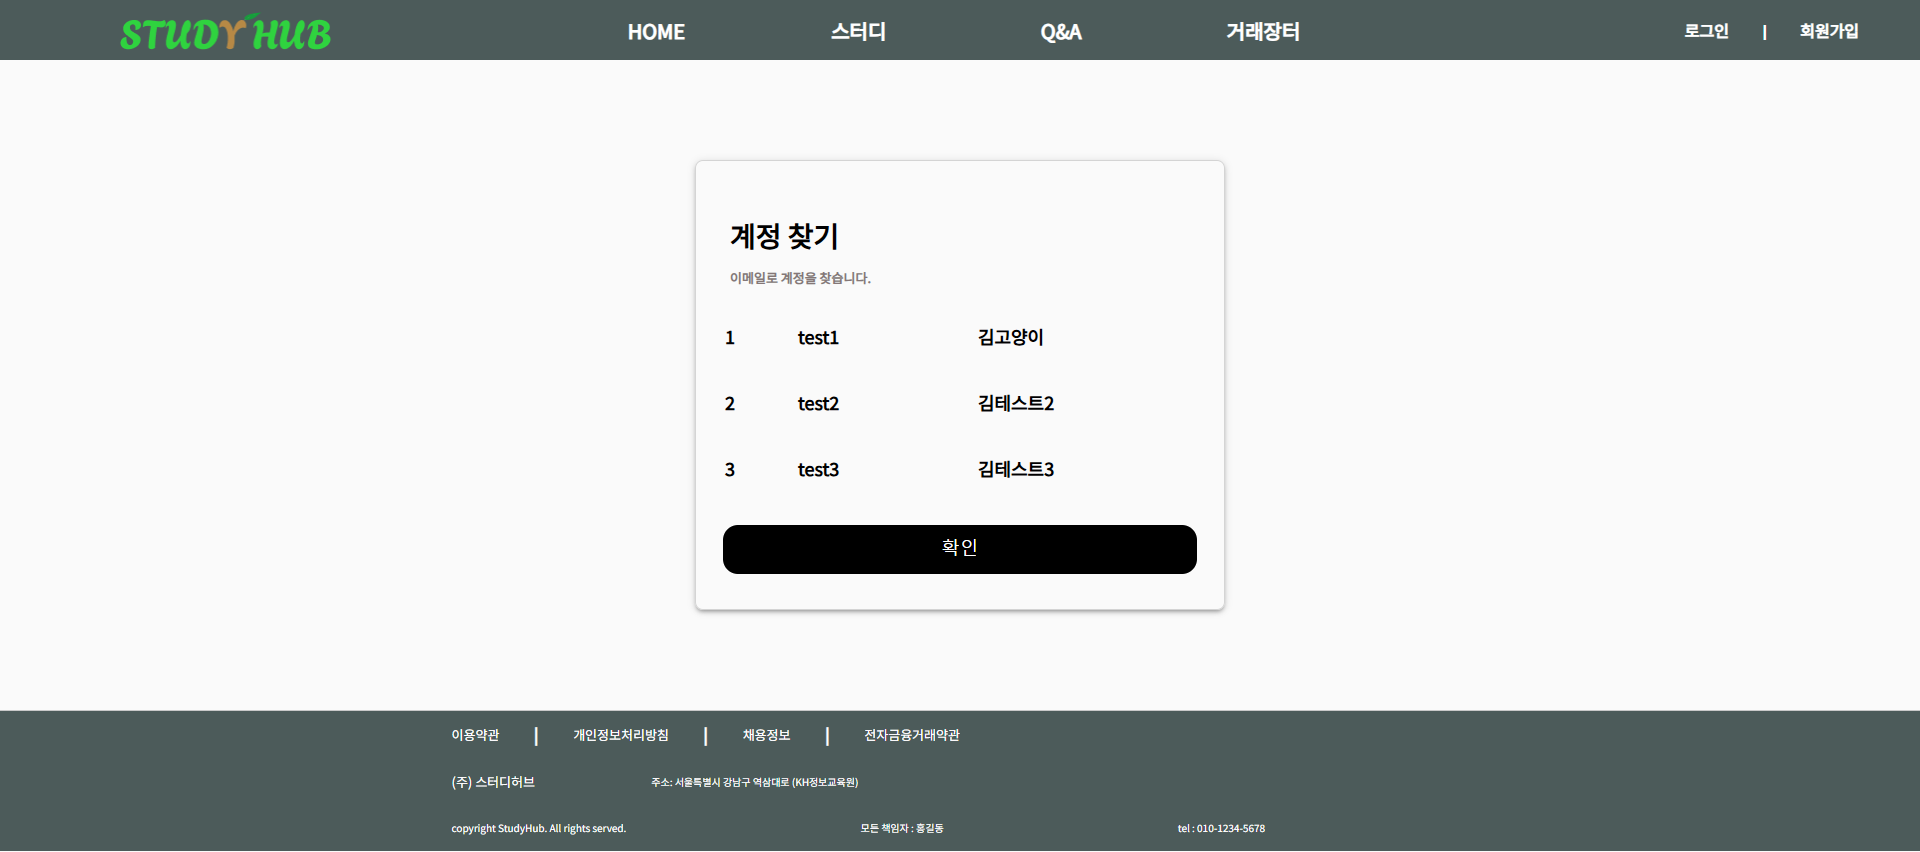 STUDYHUB HOME 스터디 Q&A 거래장터 로그인 | 회원가입
계정 찾기
이메일로 계정을 찾습니다.
1 test1 김고양이
2 test2 김테스트2
3 test3 김테스트3
확인
이용약관 | 개인정보처리방침 | 채용정보 | 전자금융거래약관
(주) 스터디허브 주소: 서울특별시 강남구 역삼대로 (KH정보교육원)
copyright StudyHub. All rights served. 모든 책임자 : 홍길동 tel : 010-1234-5678